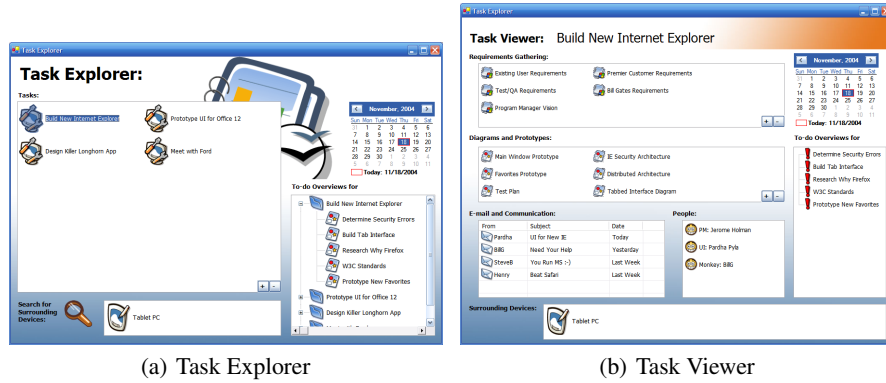 Task Explorer
Task Explorer:
Tasks:
Build New Internet Explorer
Prototype UI for Office 12
Design Killer Longhorn App
Meet with Ford
November, 2004
Sun Mon Tue Wed Thu Fri Sat
31 1 2 3 4 5 6
7 8 9 10 11 12 13
14 15 16 17 18 19 20
21 22 23 24 25 26 27
28 29 30 1 2 3 4
5 6 7 8 9 10 11
Today: 11/18/2004
To-do Overviews for
Build New Internet Explorer
Determine Security Errors
Build Tab Interface
Research Why Firefox
W3C Standards
Prototype New Favorites
Prototype UI for Office 12
Design Killer Longhorn App
+ -
Search for
Surrounding
Devices:
Tablet PC
(a) Task Explorer
Task Viewer
Task Viewer: Build New Internet Explorer
Requirements Gathering:
Existing User Requirements
Premier Customer Requirements
Test/QA Requirements
Bill Gates Requirements
Program Manager Vision
+ -
November, 2004
Sun Mon Tue Wed Thu Fri Sat
31 1 2 3 4 5 6
7 8 9 10 11 12 13
14 15 16 17 18 19 20
21 22 23 24 25 26 27
28 29 30 1 2 3 4
5 6 7 8 9 10 11
Today: 11/18/2004
Diagrams and Prototypes:
Main Window Prototype
IE Security Architecture
Favorites Prototype
Distributed Architecture
Test Plan
Tabbed Interface Diagram
+ -
To-do Overviews for
Determine Security Errors
Build Tab Interface
Research Why Firefox
W3C Standards
Prototype New Favorites
E-mail and Communication:
From Subject Date
Pardha UI for New IE Today
BillG Need Your Help Yesterday
SteveB You Run MS :-) Last Week
Henry Beat Safari Last Week
People:
PM: Jerome Holman
UI: Pardha Pyla
Monkey: BillG
Surrounding Devices:
Tablet PC
(b) Task Viewer